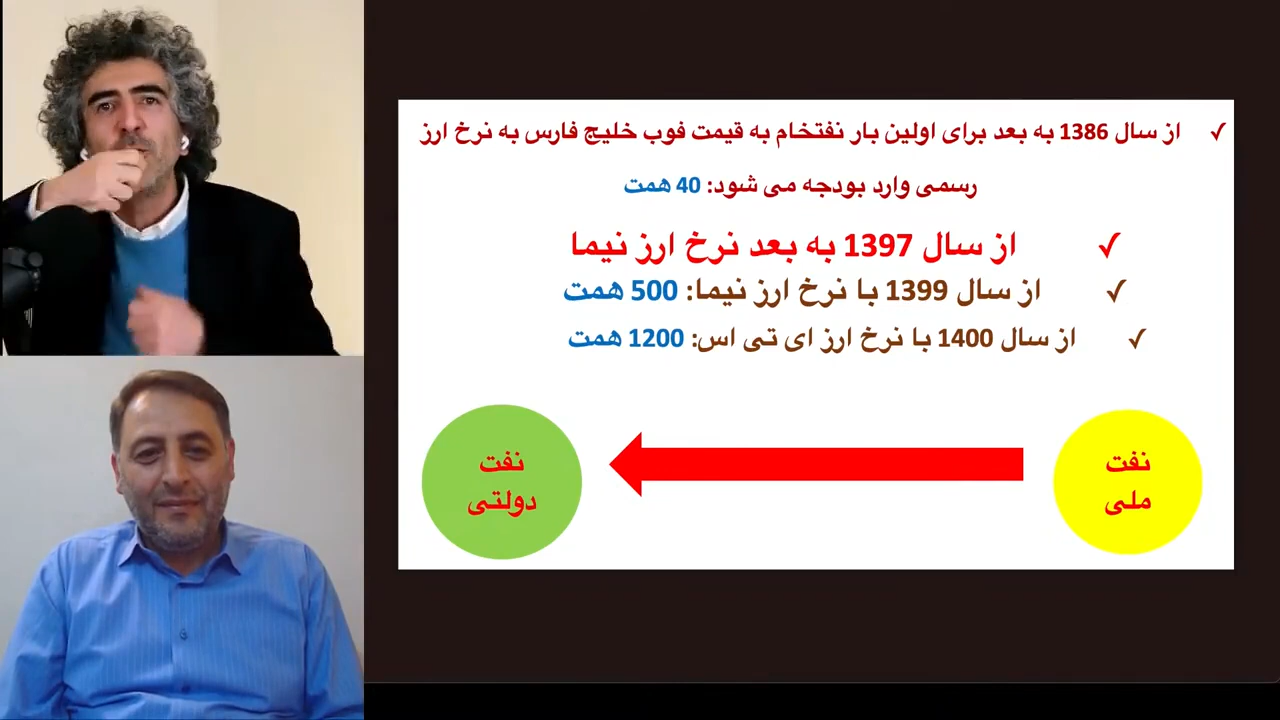 ✓ از سال 1386 به بعد برای اولین بار نفتخام به قیمت فوب خلیج فارس به نرخ ارز
رسمی وارد بودجه می شود: 40 همت
✓ از سال 1397 به بعد نرخ ارز نیما
✓ از سال 1399 با نرخ ارز نیما: 500 همت
✓ از سال 1400 با نرخ ارز ای تی اس: 1200 همت
نفت
ملی
نفت
دولتی